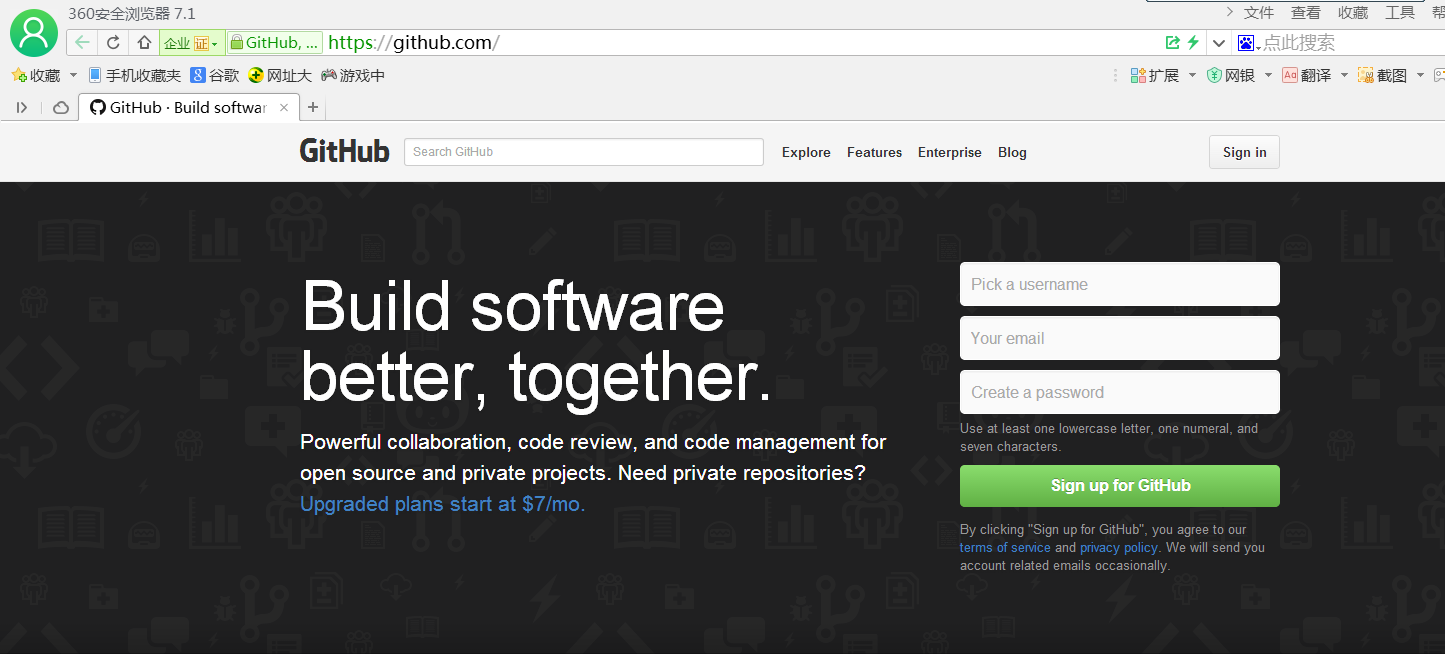 360安全浏览器 7.1
文件 查看 收藏 工具
企业 证 GitHub, ... https://github.com/ 点此搜索
收藏 手机收藏夹 谷歌 网址大 游戏中 扩展 网银 翻译 截图
GitHub · Build softwar
GitHub Search GitHub Explore Features Enterprise Blog Sign in
Build software
better, together.
Powerful collaboration, code review, and code management for
open source and private projects. Need private repositories?
Upgraded plans start at $7/mo.
Pick a username
Your email
Create a password
Use at least one lowercase letter, one numeral, and
seven characters.
Sign up for GitHub
By clicking "Sign up for GitHub", you agree to our
terms of service and privacy policy. We will send you
account related emails occasionally.